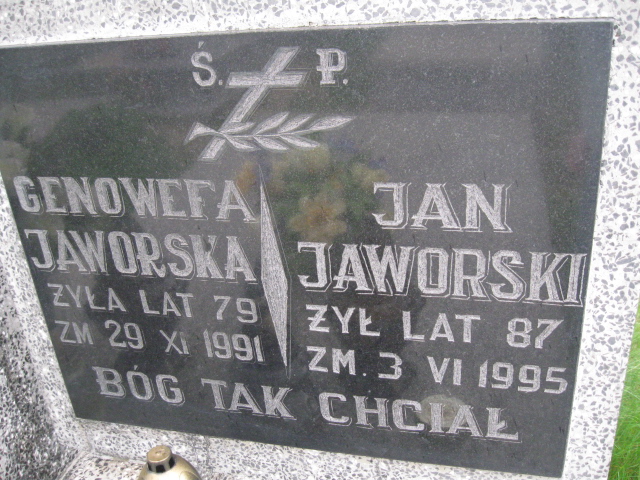 Ś. P.
GENOWEFA
JAWORSKA
ŻYŁA LAT 79
ZM 29 XI 1991
JAN
JAWORSKI
ŻYŁ LAT 87
ZM. 3 VI 1995
BÓG TAK CHCIAŁ